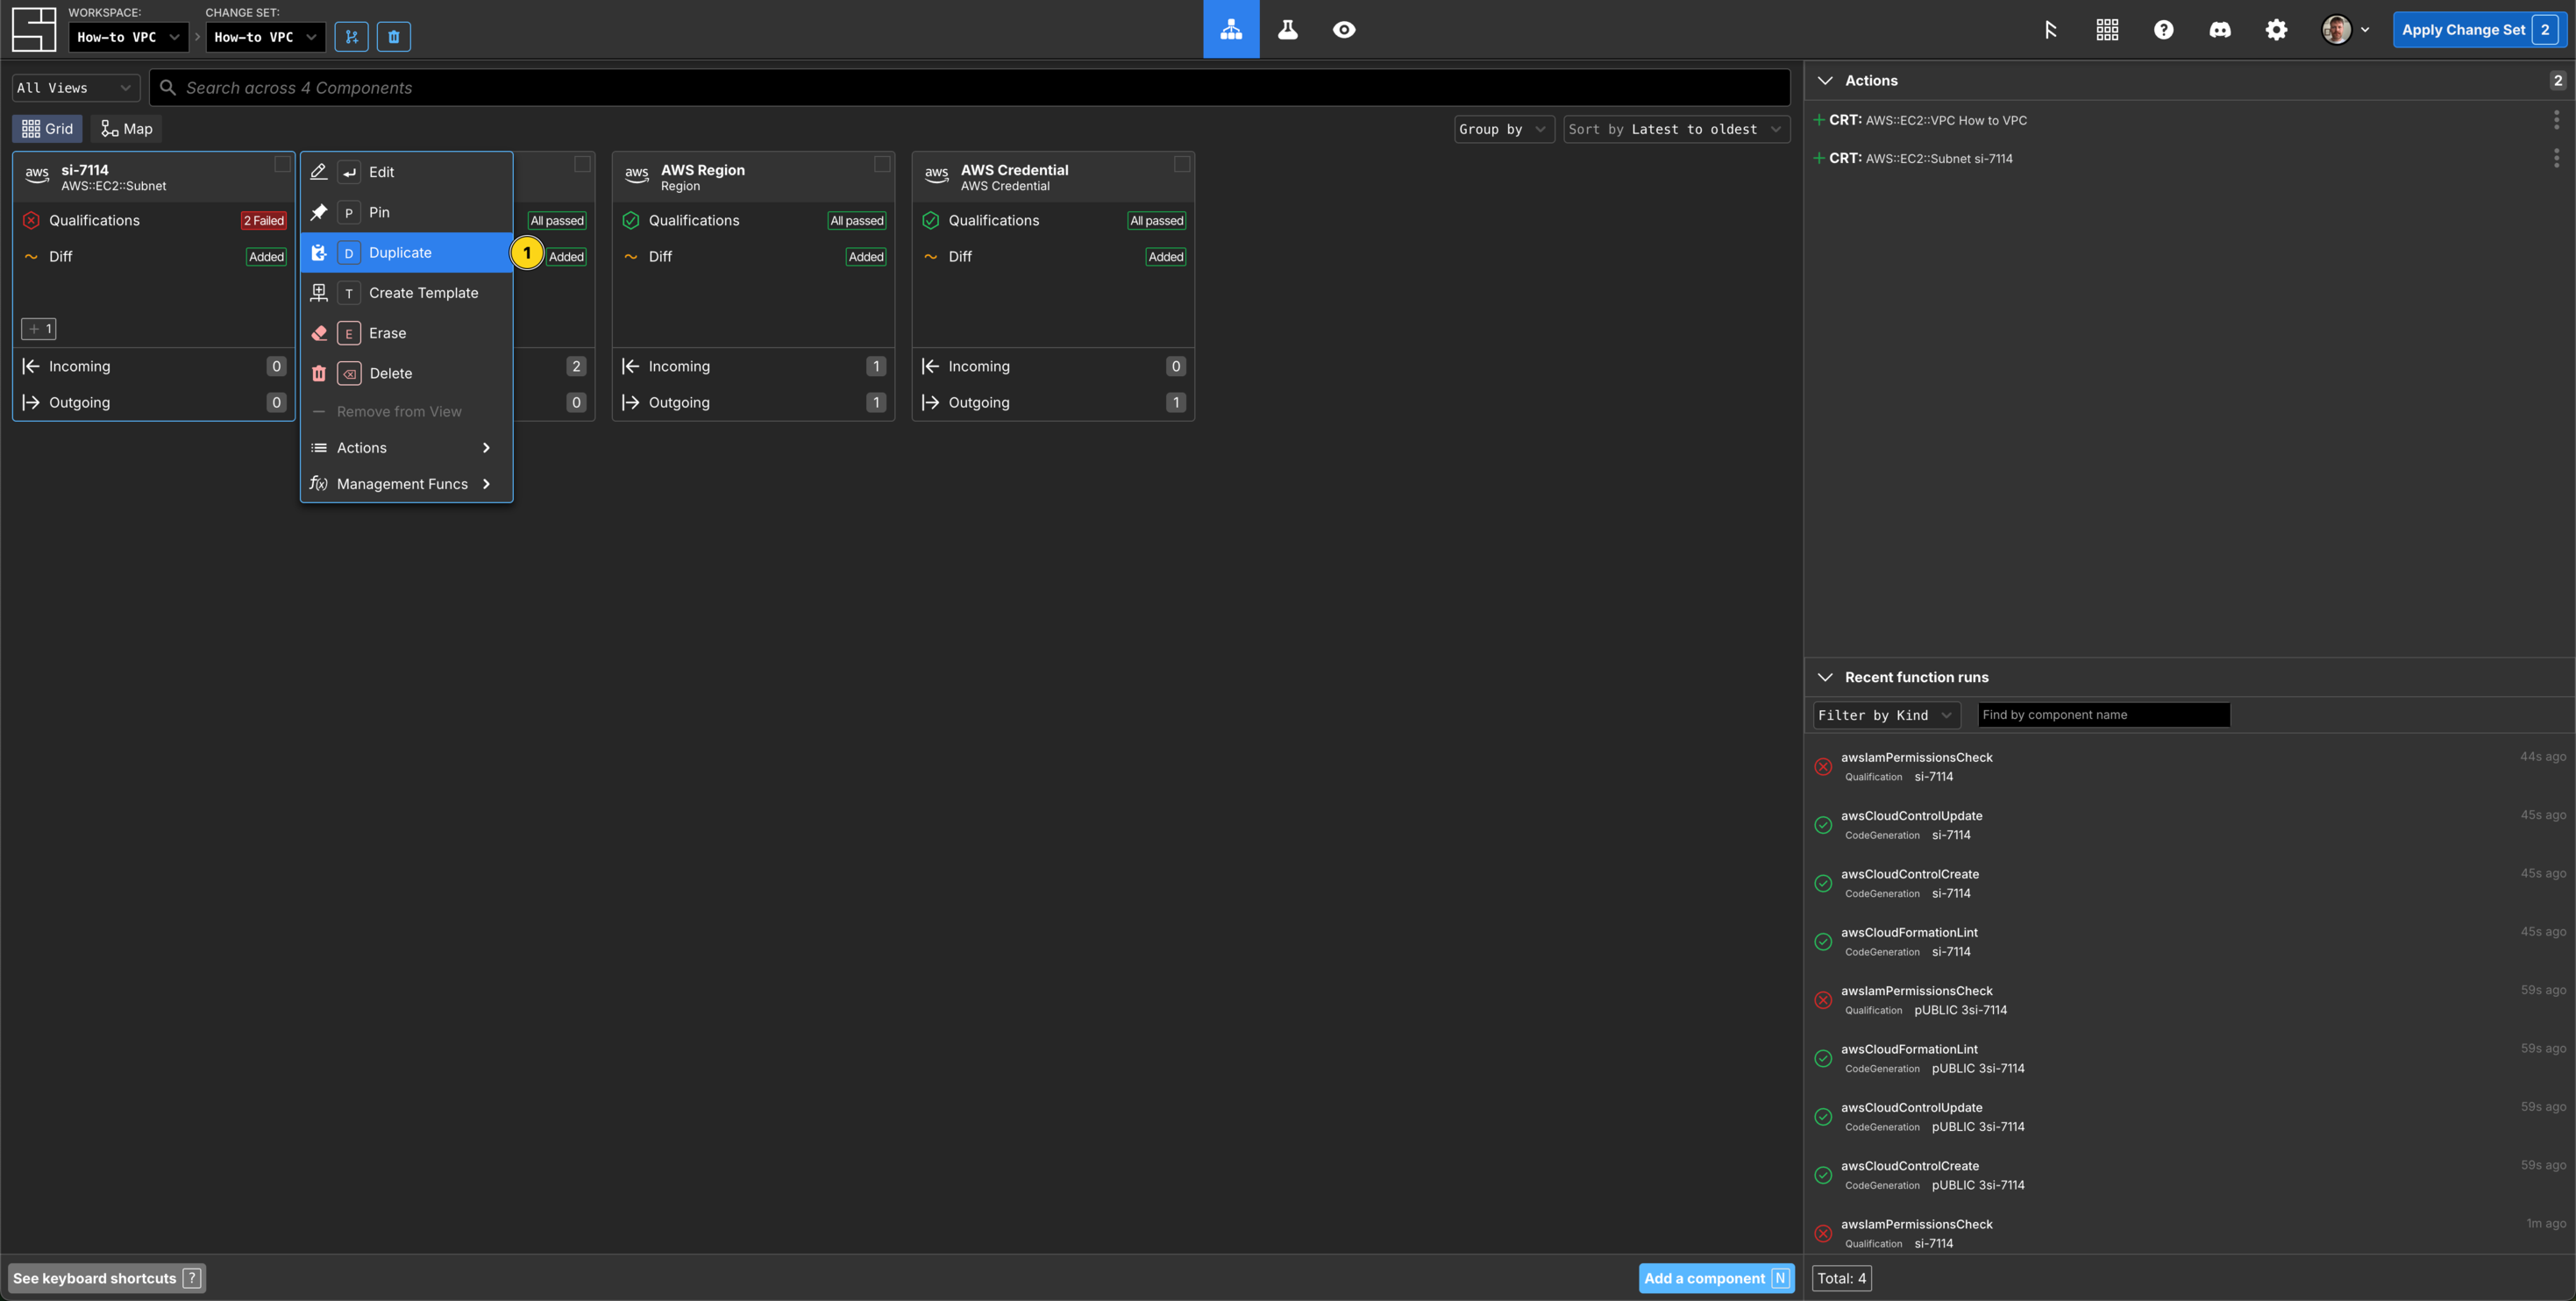 WORKSPACE:
CHANGE SET:
How-to VPC
How-to VPC
Apply Change Set 2
All Views
Search across 4 Components
Grid
Map
Group by
Sort by Latest to oldest
aws
si-7114
AWS::EC2::Subnet
Qualifications
2 Failed
Diff
Added
+ 1
Incoming
0
Outgoing
0
Edit
P Pin
D Duplicate
1
T Create Template
E Erase
Delete
Remove from View
Actions
f(x) Management Funcs
All passed
Added
2
0
aws
AWS Region
Region
Qualifications
All passed
Diff
Added
Incoming
1
Outgoing
1
aws
AWS Credential
AWS Credential
Qualifications
All passed
Diff
Added
Incoming
0
Outgoing
1
Actions
2
+ CRT: AWS::EC2::VPC How to VPC
+ CRT: AWS::EC2::Subnet si-7114
Recent function runs
Filter by Kind
Find by component name
awsIamPermissionsCheck
44s ago
Qualification si-7114
awsCloudControlUpdate
45s ago
CodeGeneration si-7114
awsCloudControlCreate
45s ago
CodeGeneration si-7114
awsCloudFormationLint
45s ago
CodeGeneration si-7114
awsIamPermissionsCheck
59s ago
Qualification pUBLIC 3si-7114
awsCloudFormationLint
59s ago
CodeGeneration pUBLIC 3si-7114
awsCloudControlUpdate
59s ago
CodeGeneration pUBLIC 3si-7114
awsCloudControlCreate
59s ago
CodeGeneration pUBLIC 3si-7114
awsIamPermissionsCheck
1m ago
Qualification si-7114
See keyboard shortcuts ?
Add a component N
Total: 4